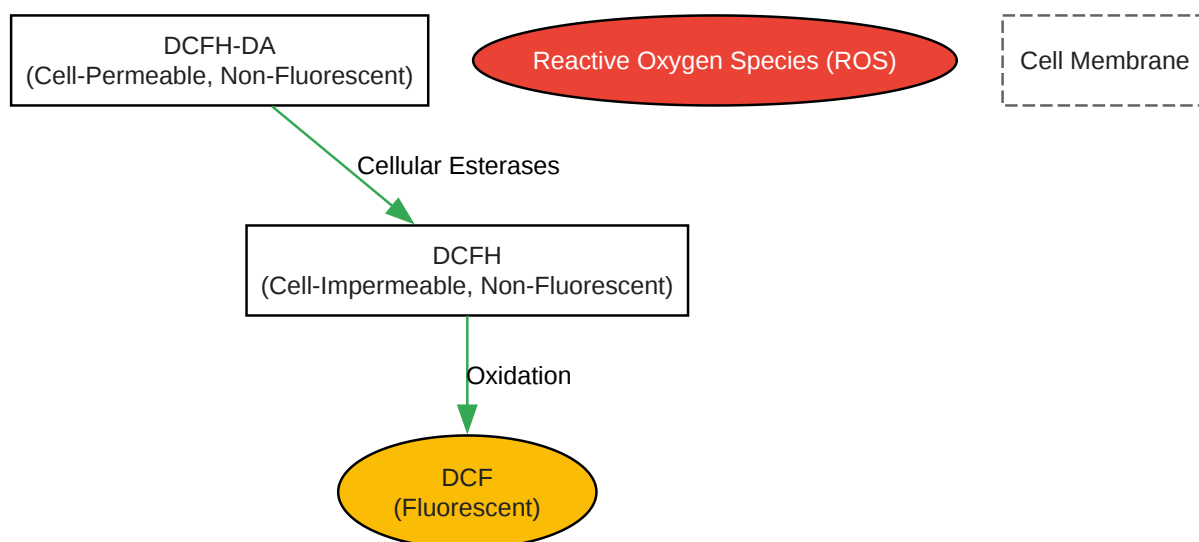 DCFH-DA
(Cell-Permeable, Non-Fluorescent)
Reactive Oxygen Species (ROS)
Cell Membrane
Cellular Esterases
DCFH
(Cell-Impermeable, Non-Fluorescent)
Oxidation
DCF
(Fluorescent)